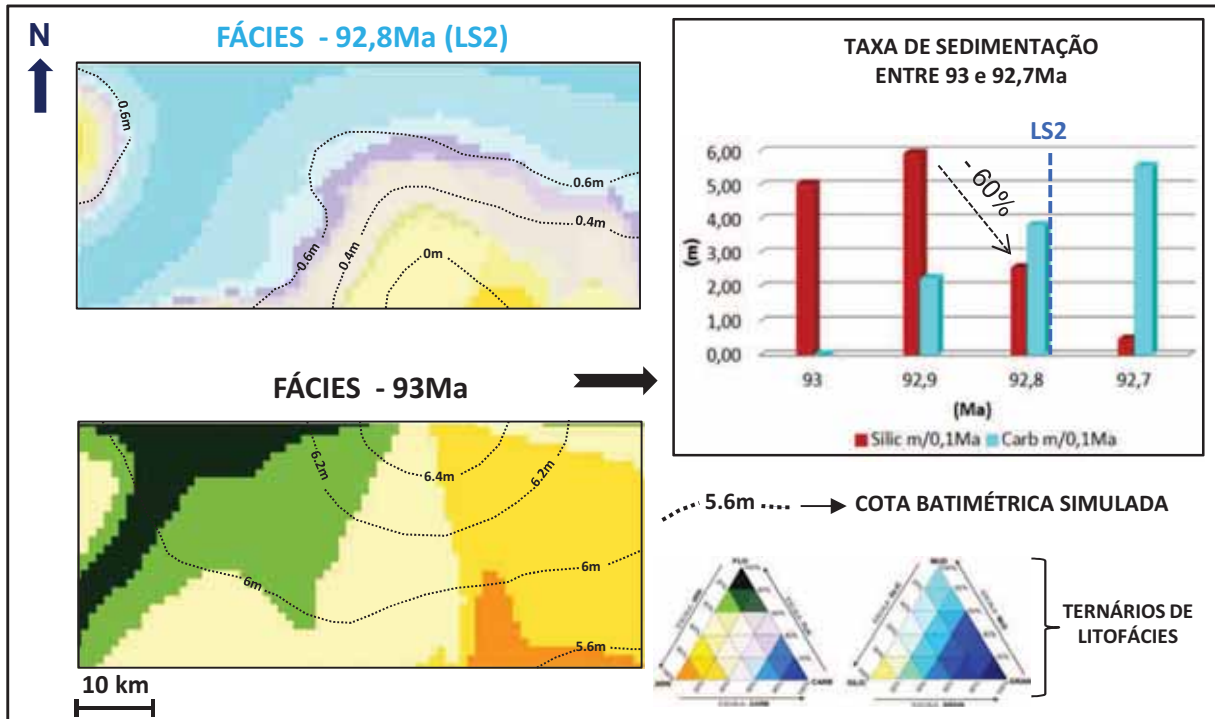 N
FÁCIES - 92,8Ma (LS2)
0.6m
0.6m
0.4m
0.6m
0.4m
0m
TAXA DE SEDIMENTAÇÃO
ENTRE 93 e 92,7Ma
LS2
- 60%
6,00
5,00
4,00
3,00
2,00
1,00
0,00
(m)
93
92,9
92,8
92,7
(Ma)
Silic m/0,1Ma
Carb m/0,1Ma
FÁCIES - 93Ma
6.2m
6.4m
6.2m
6m
6m
5.6m
10 km
5.6m
COTA BATIMÉTRICA SIMULADA
CARB
MUD
TERNÁRIOS DE
LITOFÁCIES